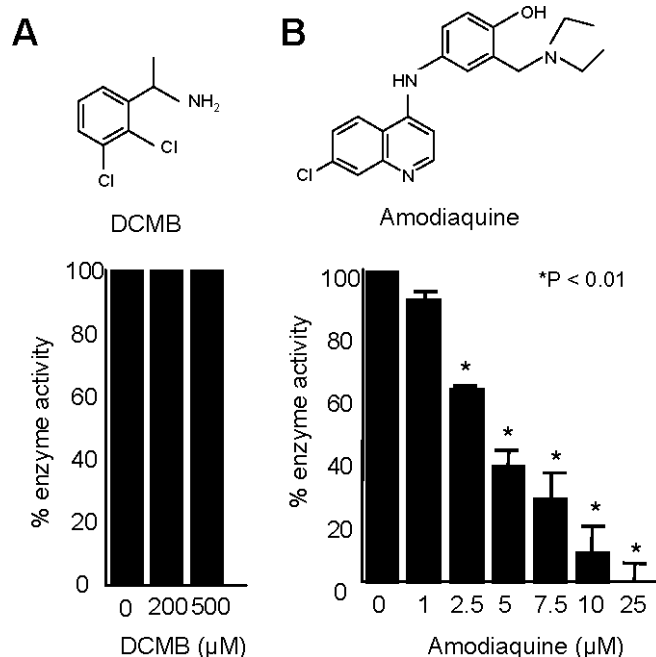 A
NH2
Cl
Cl
DCMB
% enzyme activity
100
80
60
40
20
0
0 200 500
DCMB (µM)
B
OH
N
HN
Cl
N
Amodiaquine
*P < 0.01
% enzyme activity
100
80
60
40
20
0
* * * * *
0 1 2.5 5 7.5 10 25
Amodiaquine (µM)